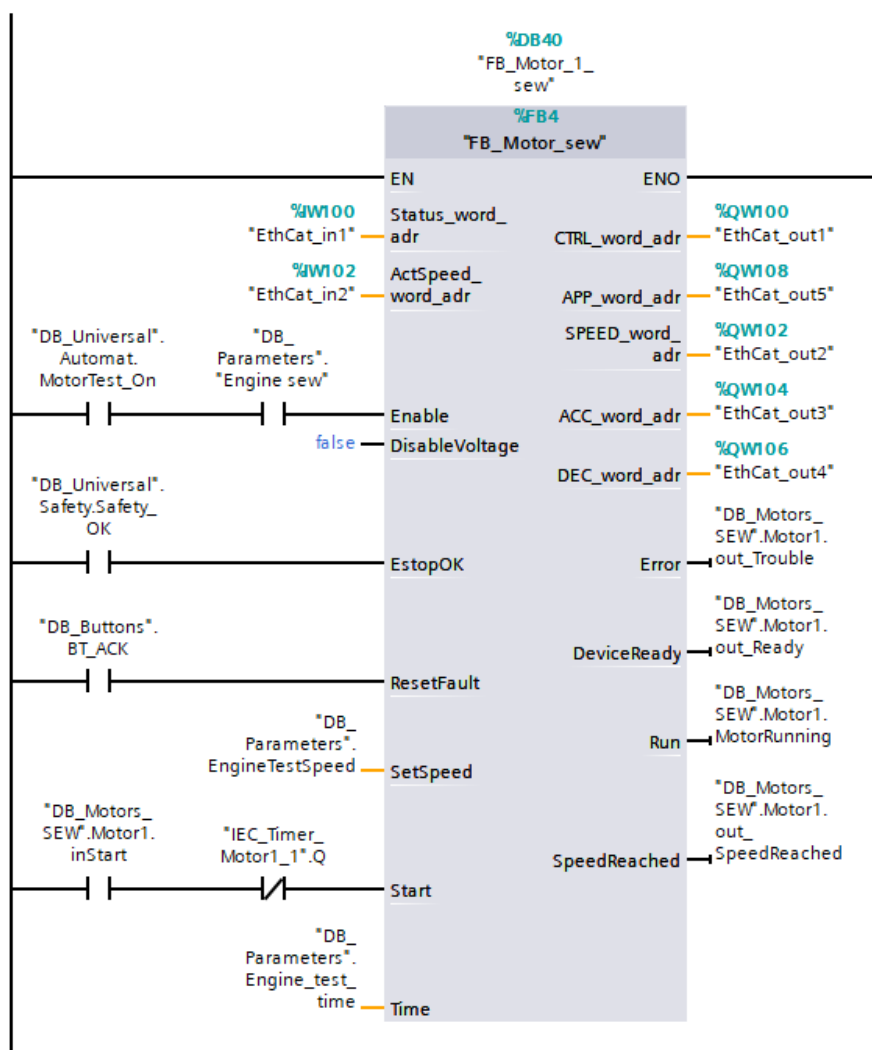 %DB40
"FB_Motor_1_
sew"
%FB4
"FB_Motor_sew"
EN
ENO
%IW100
"EthCat_in1"
Status_word_
adr
CTRL_word_adr
%QW100
"EthCat_out1"
%IW102
"EthCat_in2"
ActSpeed_
word_adr
APP_word_adr
%QW108
"EthCat_out5"
SPEED_word_
adr
%QW102
"EthCat_out2"
"DB_Universal".
Automat.
MotorTest_On
"DB_
Parameters".
"Engine sew"
Enable
ACC_word_adr
%QW104
"EthCat_out3"
false
DisableVoltage
DEC_word_adr
%QW106
"EthCat_out4"
"DB_Universal".
Safety.Safety_
OK
EstopOK
Error
"DB_Motors_
SEW".Motor1.
out_Trouble
"DB_Buttons".
BT_ACK
ResetFault
DeviceReady
"DB_Motors_
SEW".Motor1.
out_Ready
"DB_
Parameters".
EngineTestSpeed
SetSpeed
Run
"DB_Motors_
SEW".Motor1.
MotorRunning
"DB_Motors_
SEW".Motor1.
inStart
"IEC_Timer_
Motor1_1".Q
Start
SpeedReached
"DB_Motors_
SEW".Motor1.
out_
SpeedReached
"DB_
Parameters".
Engine_test_
time
Time